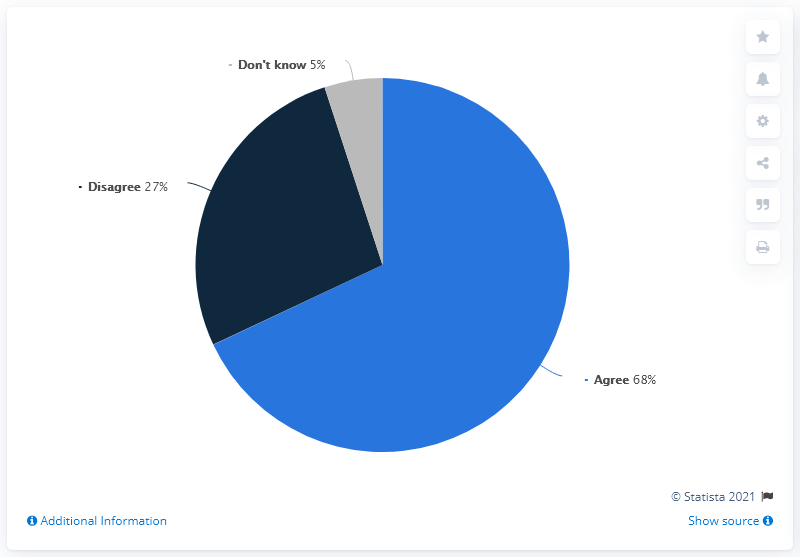 Don't know 5%
Disagree 27%
Agree 68%
© Statista 2021
Additional Information
Show source